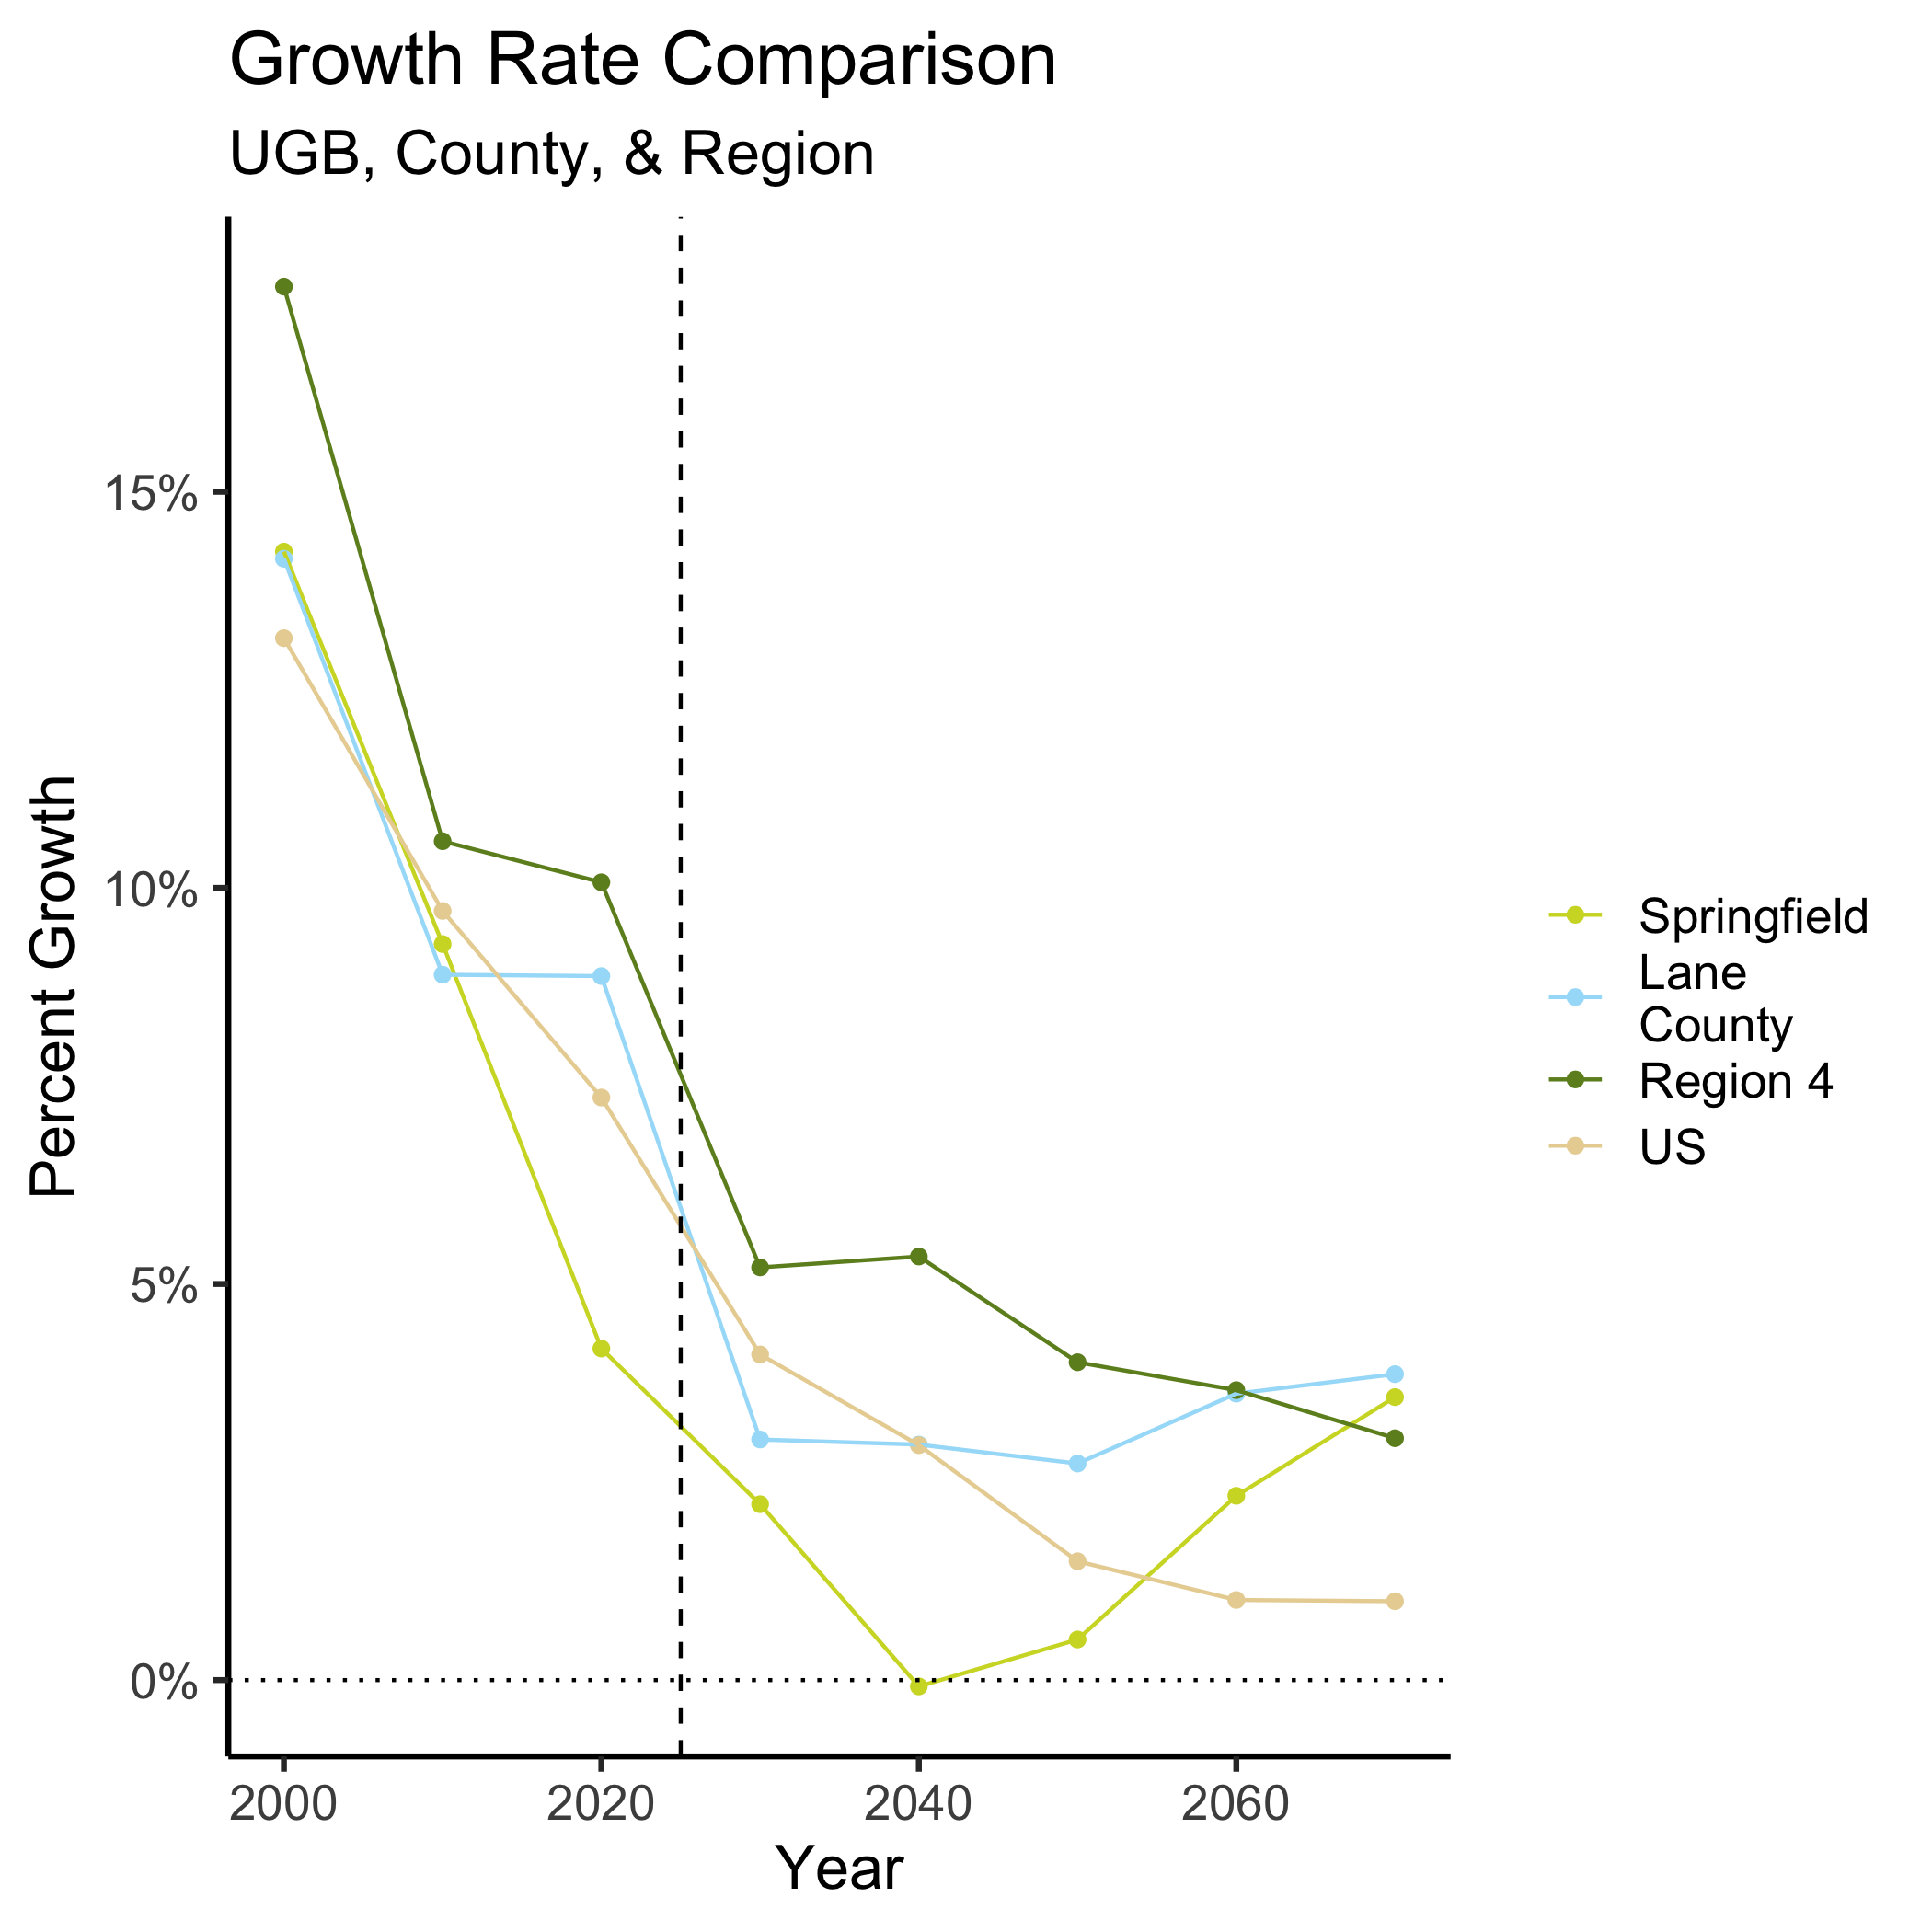 Growth Rate Comparison
UGB, County, & Region
15%
10%
5%
0%
Percent Growth
2000 2020 2040 2060
Year
Springfield
Lane
County
Region 4
US